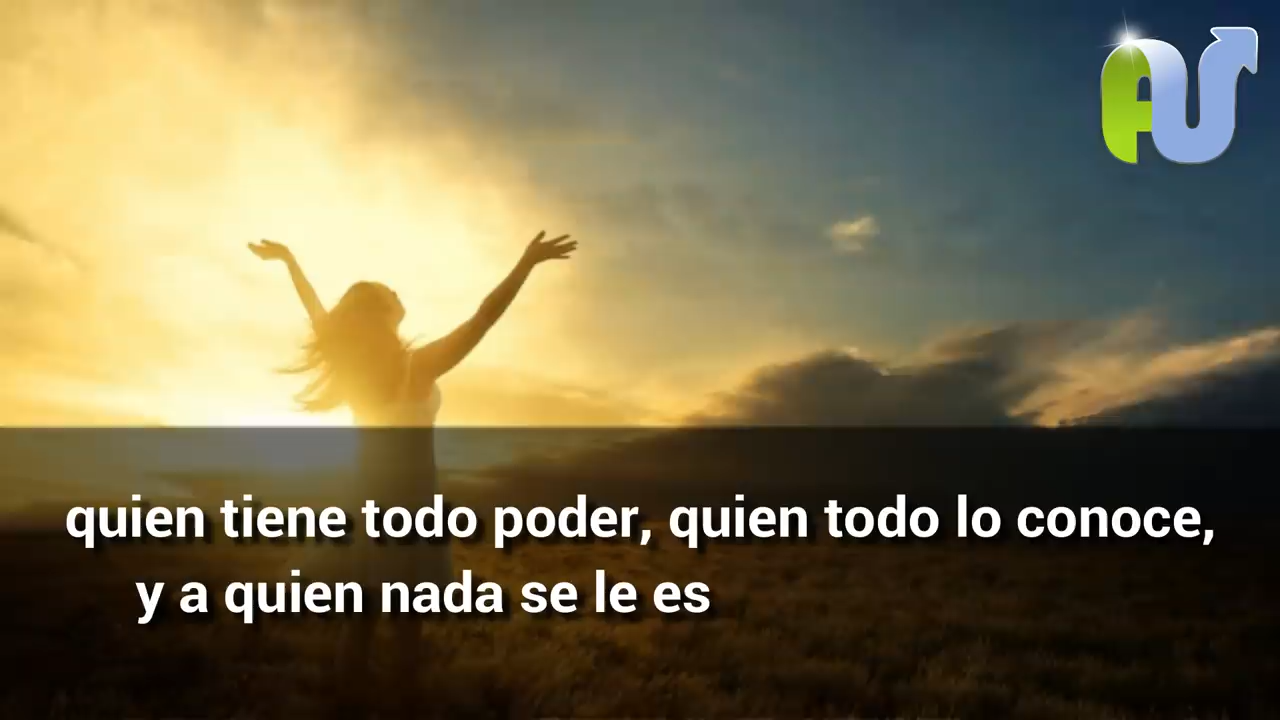 quien tiene todo poder, quien todo lo conoce,
y a quien nada se le es